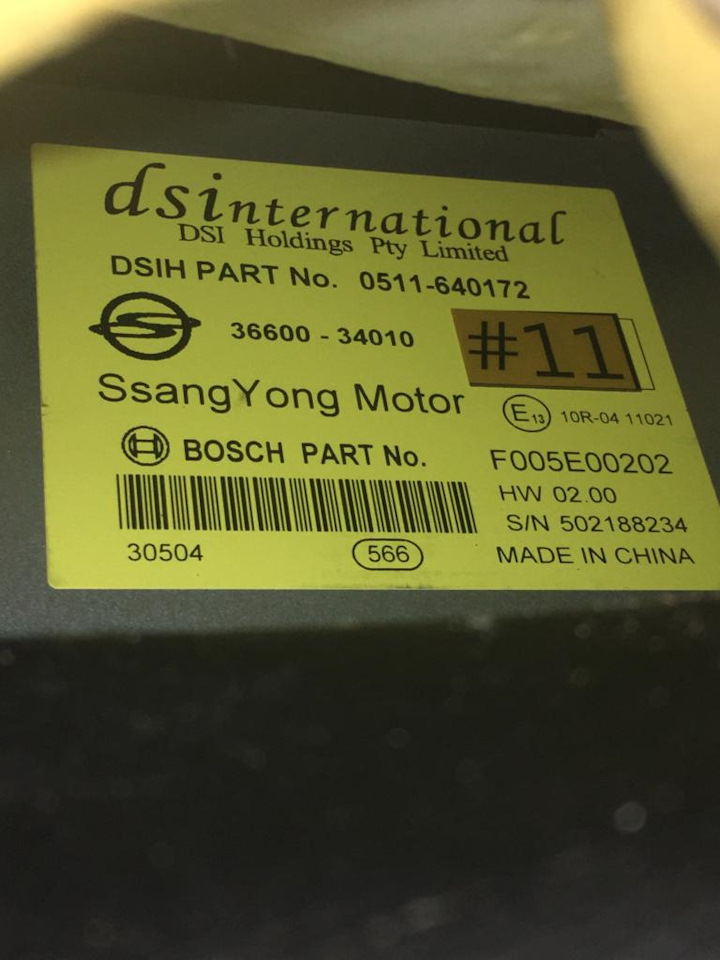 dsinternational
DSI Holdings Pty Limited
DSIH PART No. 0511-640172
36600 - 34010
#11
SsangYong Motor
E13 10R-04 11021
BOSCH PART No. F005E00202
HW 02.00
S/N 502188234
30504 566 MADE IN CHINA